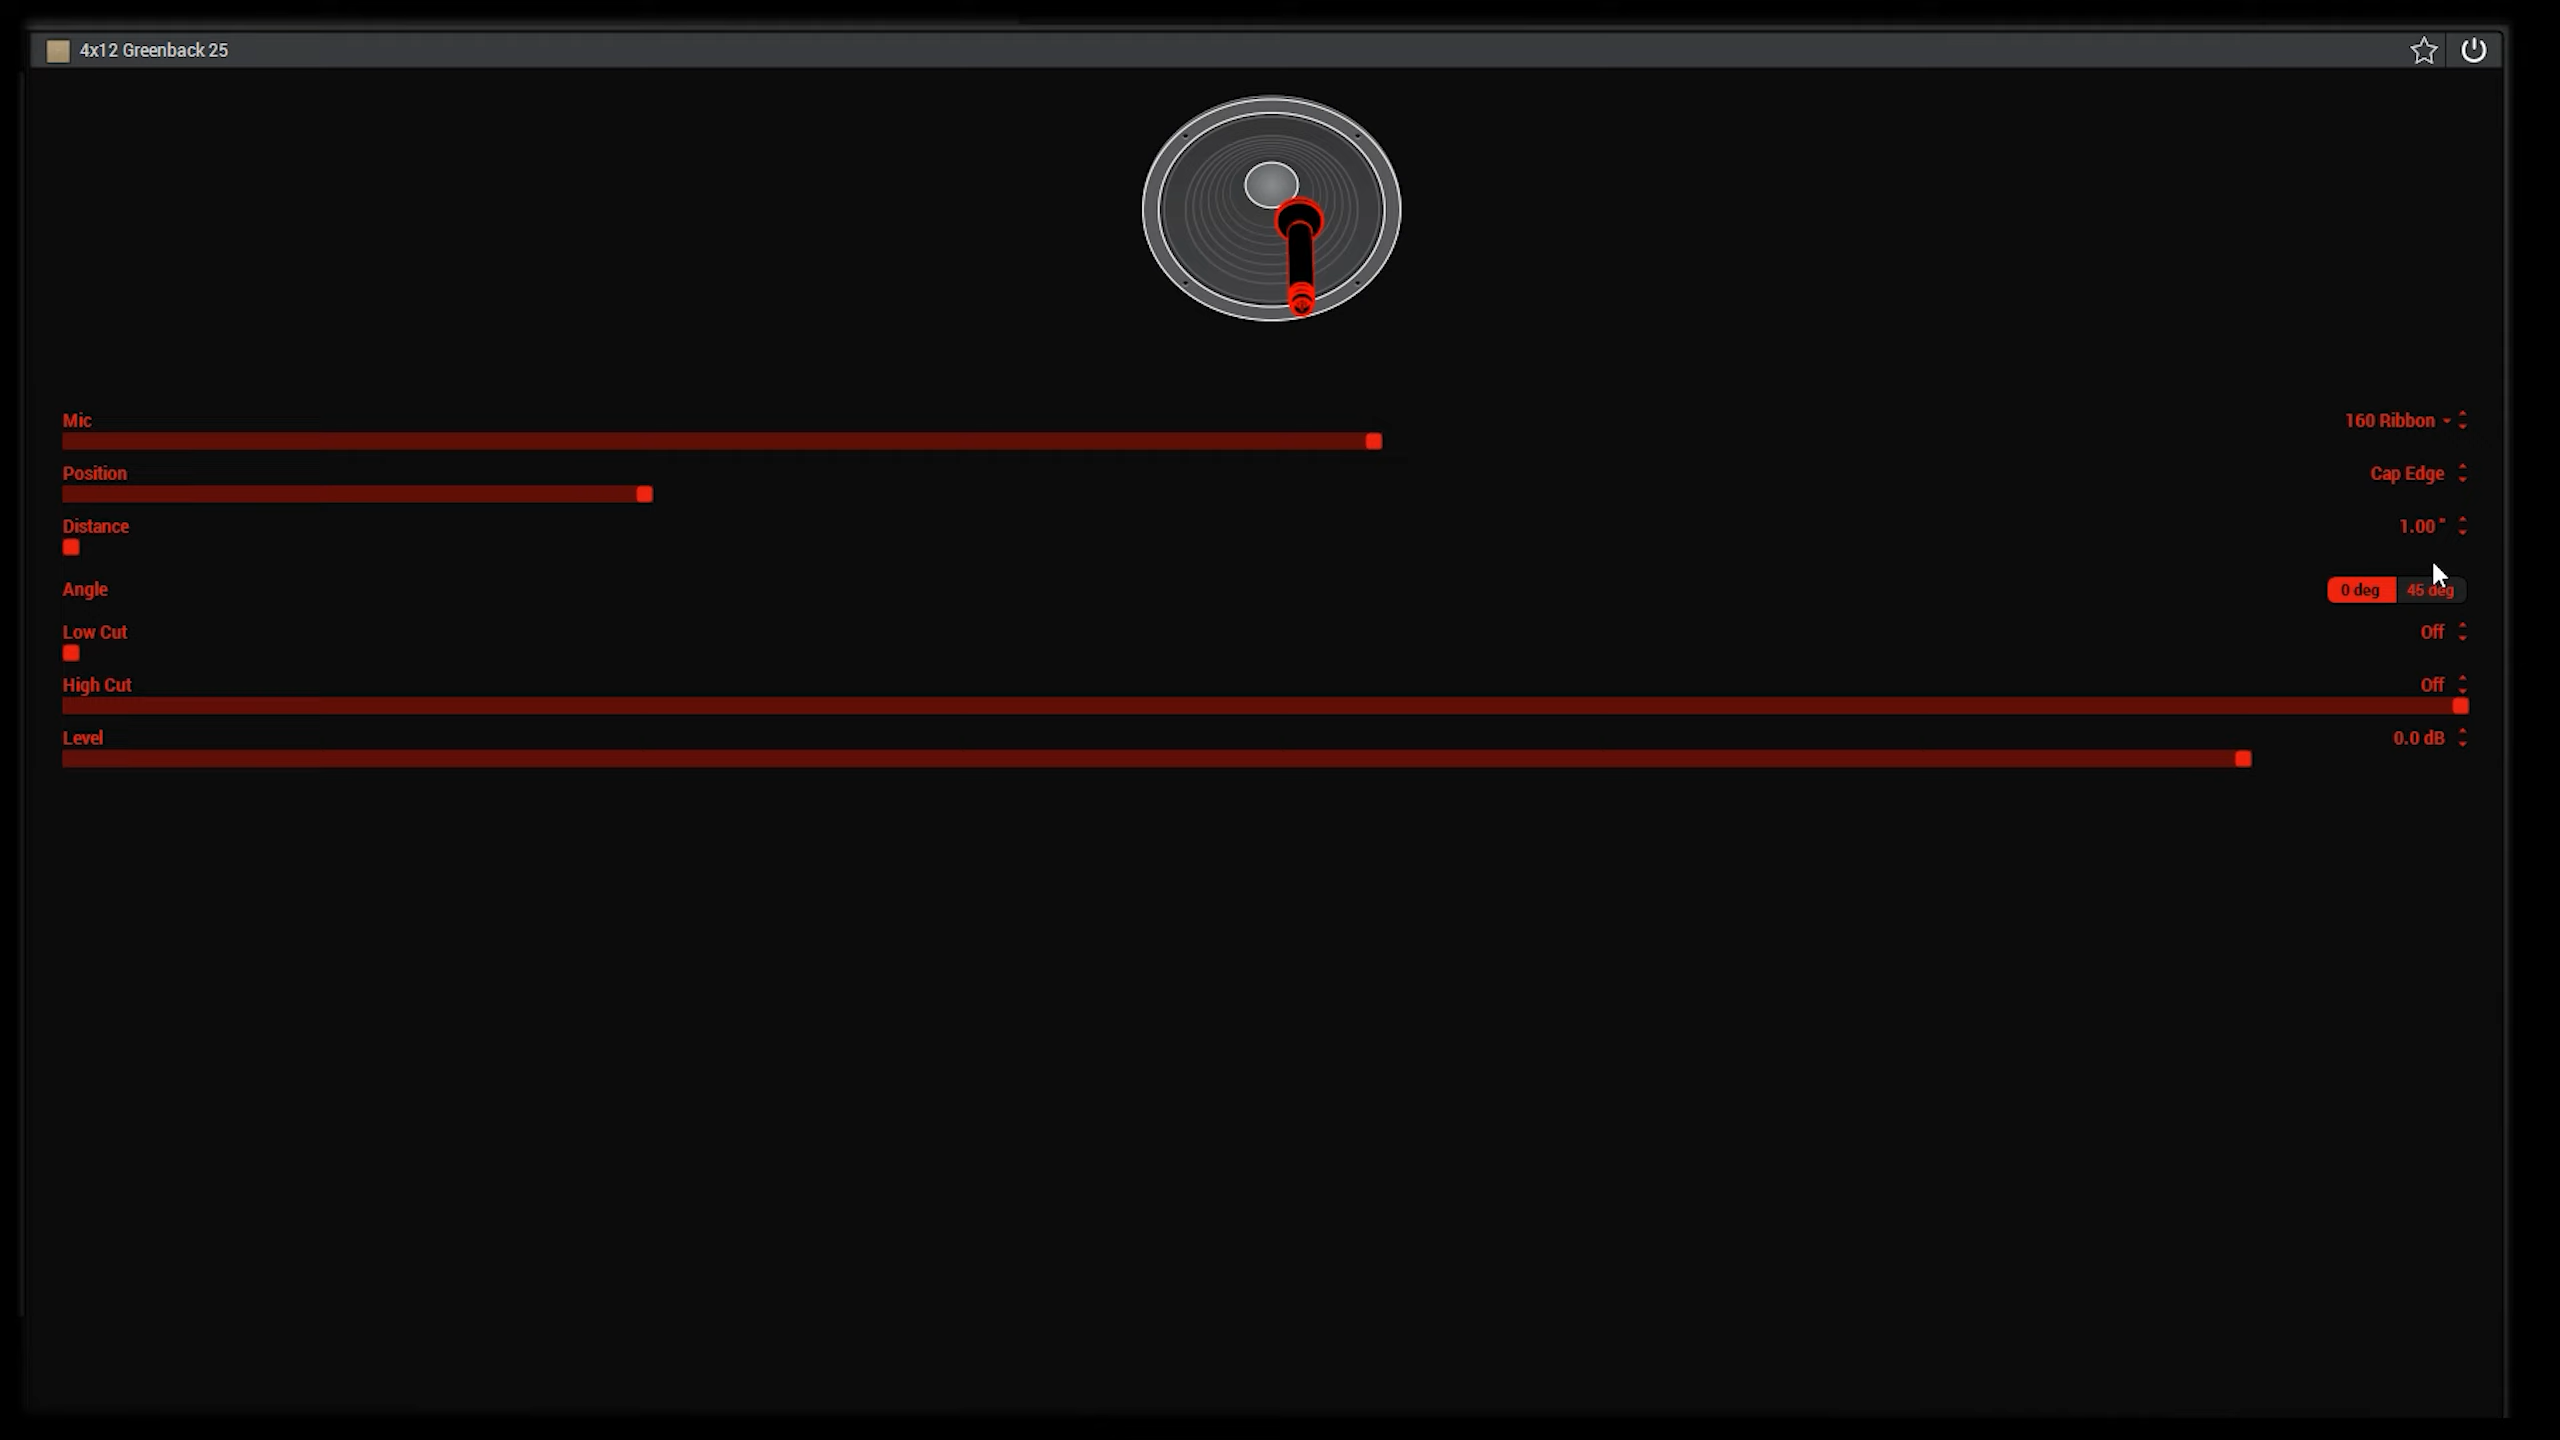 4x12 Greenback 25
Mic 160 Ribbon
Position Cap Edge
Distance 1.00 "
Angle 0 deg 45 deg
Low Cut Off
High Cut Off
Level 0.0 dB